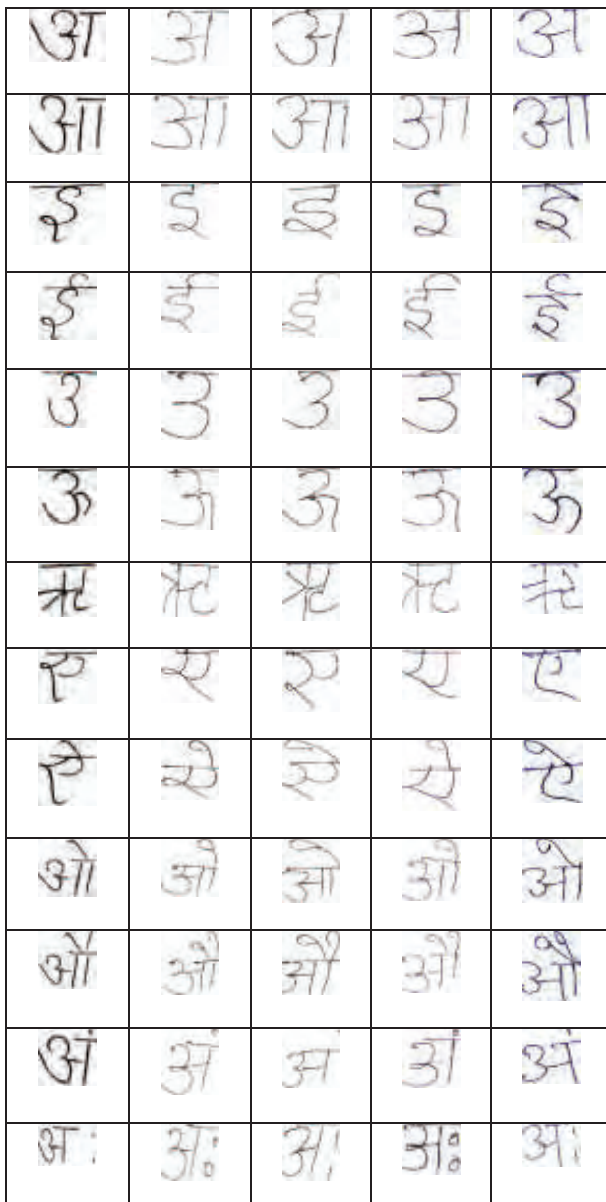 अ अ अ अ अ
आ आ आ आ आ
इ इ इ इ इ
ई ई ई ई ई
उ उ उ उ उ
ऊ ऊ ऊ ऊ ऊ
ऋ ऋ ऋ ऋ ऋ
ए ए ए ए ए
ऐ ऐ ऐ ऐ ऐ
ओ ओ ओ ओ ओ
औ औ औ औ औ
अं अं अं अं अं
अः अः अः अः अः